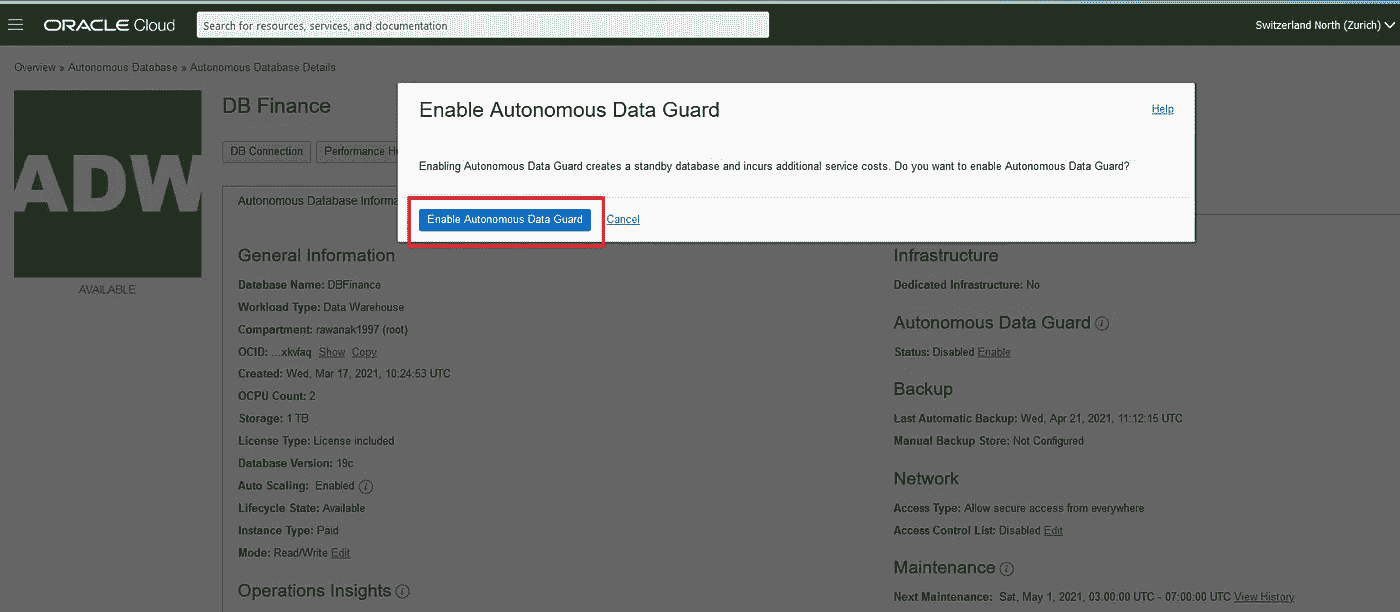 ORACLE Cloud
Search for resources, services, and documentation
Switzerland North (Zurich)
Overview » Autonomous Database » Autonomous Database Details
ADW
AVAILABLE
DB Finance
DB Connection
Performance Hu
Enable Autonomous Data Guard
Help
Enabling Autonomous Data Guard creates a standby database and incurs additional service costs. Do you want to enable Autonomous Data Guard?
Enable Autonomous Data Guard
Cancel
Autonomous Database Informa
General Information
Database Name: DBFinance
Workload Type: Data Warehouse
Compartment: rawanak1997 (root)
OCID: ...xkvfaq Show Copy
Created: Wed, Mar 17, 2021, 10:24:53 UTC
OCPU Count: 2
Storage: 1 TB
License Type: License included
Database Version: 19c
Auto Scaling: Enabled
Lifecycle State: Available
Instance Type: Paid
Mode: Read/Write Edit
Operations Insights
Infrastructure
Dedicated Infrastructure: No
Autonomous Data Guard
Status: Disabled Enable
Backup
Last Automatic Backup: Wed, Apr 21, 2021, 11:12:15 UTC
Manual Backup Store: Not Configured
Network
Access Type: Allow secure access from everywhere
Access Control List: Disabled Edit
Maintenance
Next Maintenance: Sat, May 1, 2021, 03:00:00 UTC - 07:00:00 UTC View History